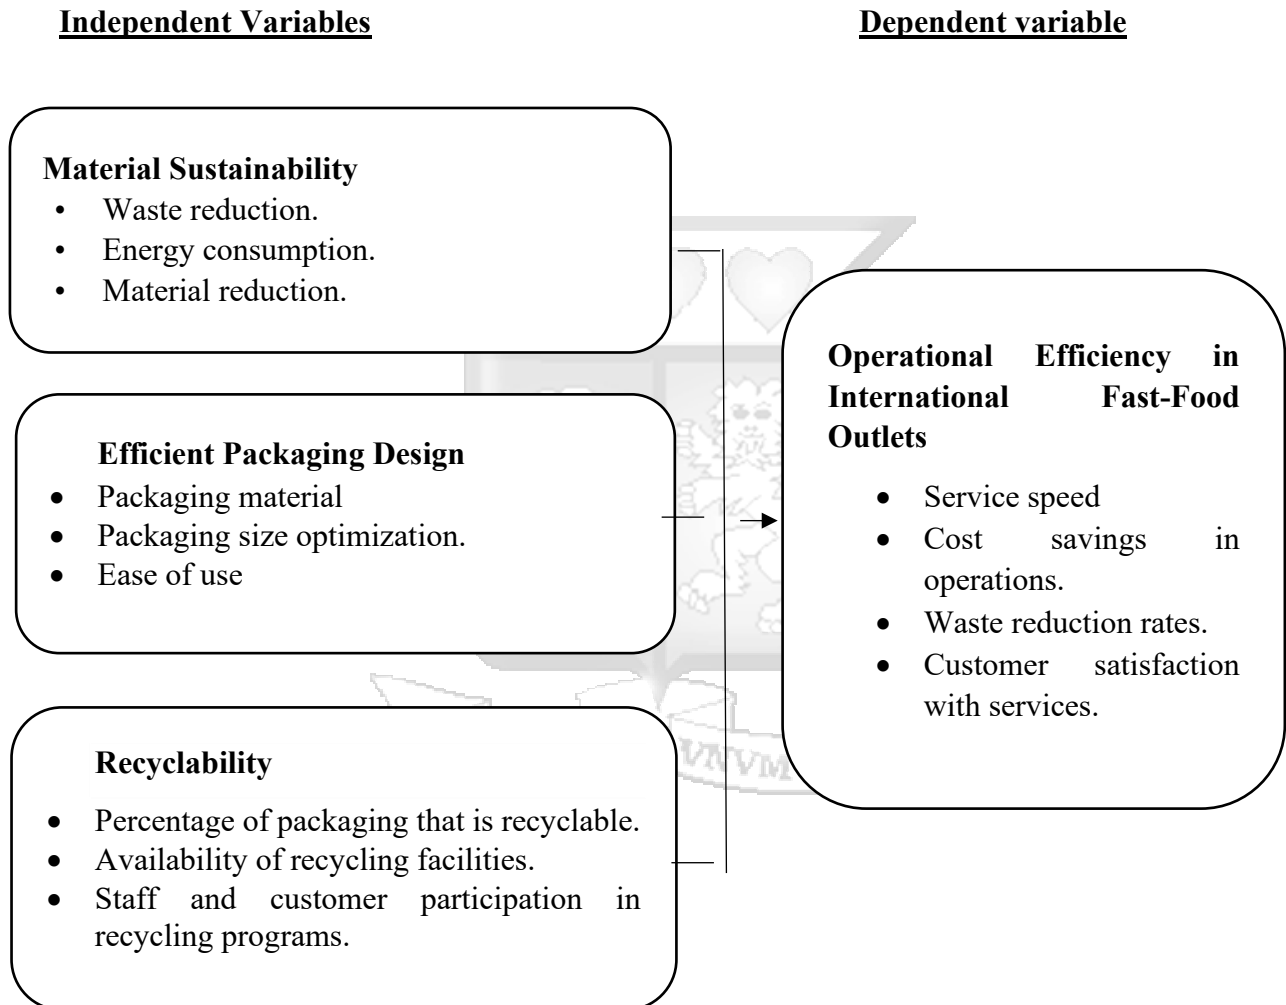 Independent Variables
Dependent variable
Material Sustainability
• Waste reduction.
• Energy consumption.
• Material reduction.
Efficient Packaging Design
• Packaging material
• Packaging size optimization.
• Ease of use
Recyclability
• Percentage of packaging that is recyclable.
• Availability of recycling facilities.
• Staff and customer participation in
recycling programs.
Operational Efficiency in
International Fast-Food
Outlets
• Service speed
• Cost savings in
operations.
• Waste reduction rates.
• Customer satisfaction
with services.
VNVM